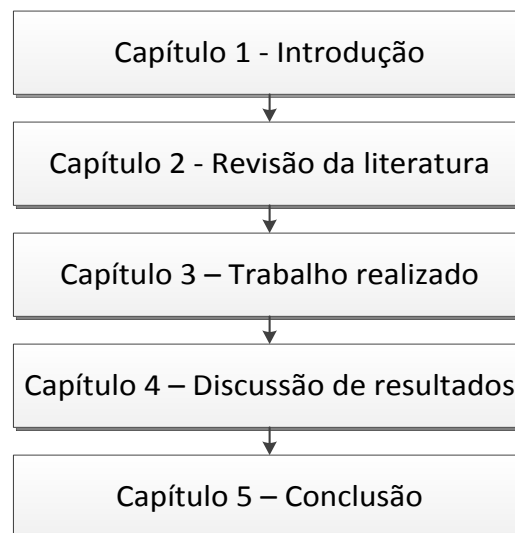 Capítulo 1 - Introdução
Capítulo 2 - Revisão da literatura
Capítulo 3 – Trabalho realizado
Capítulo 4 – Discussão de resultados
Capítulo 5 – Conclusão